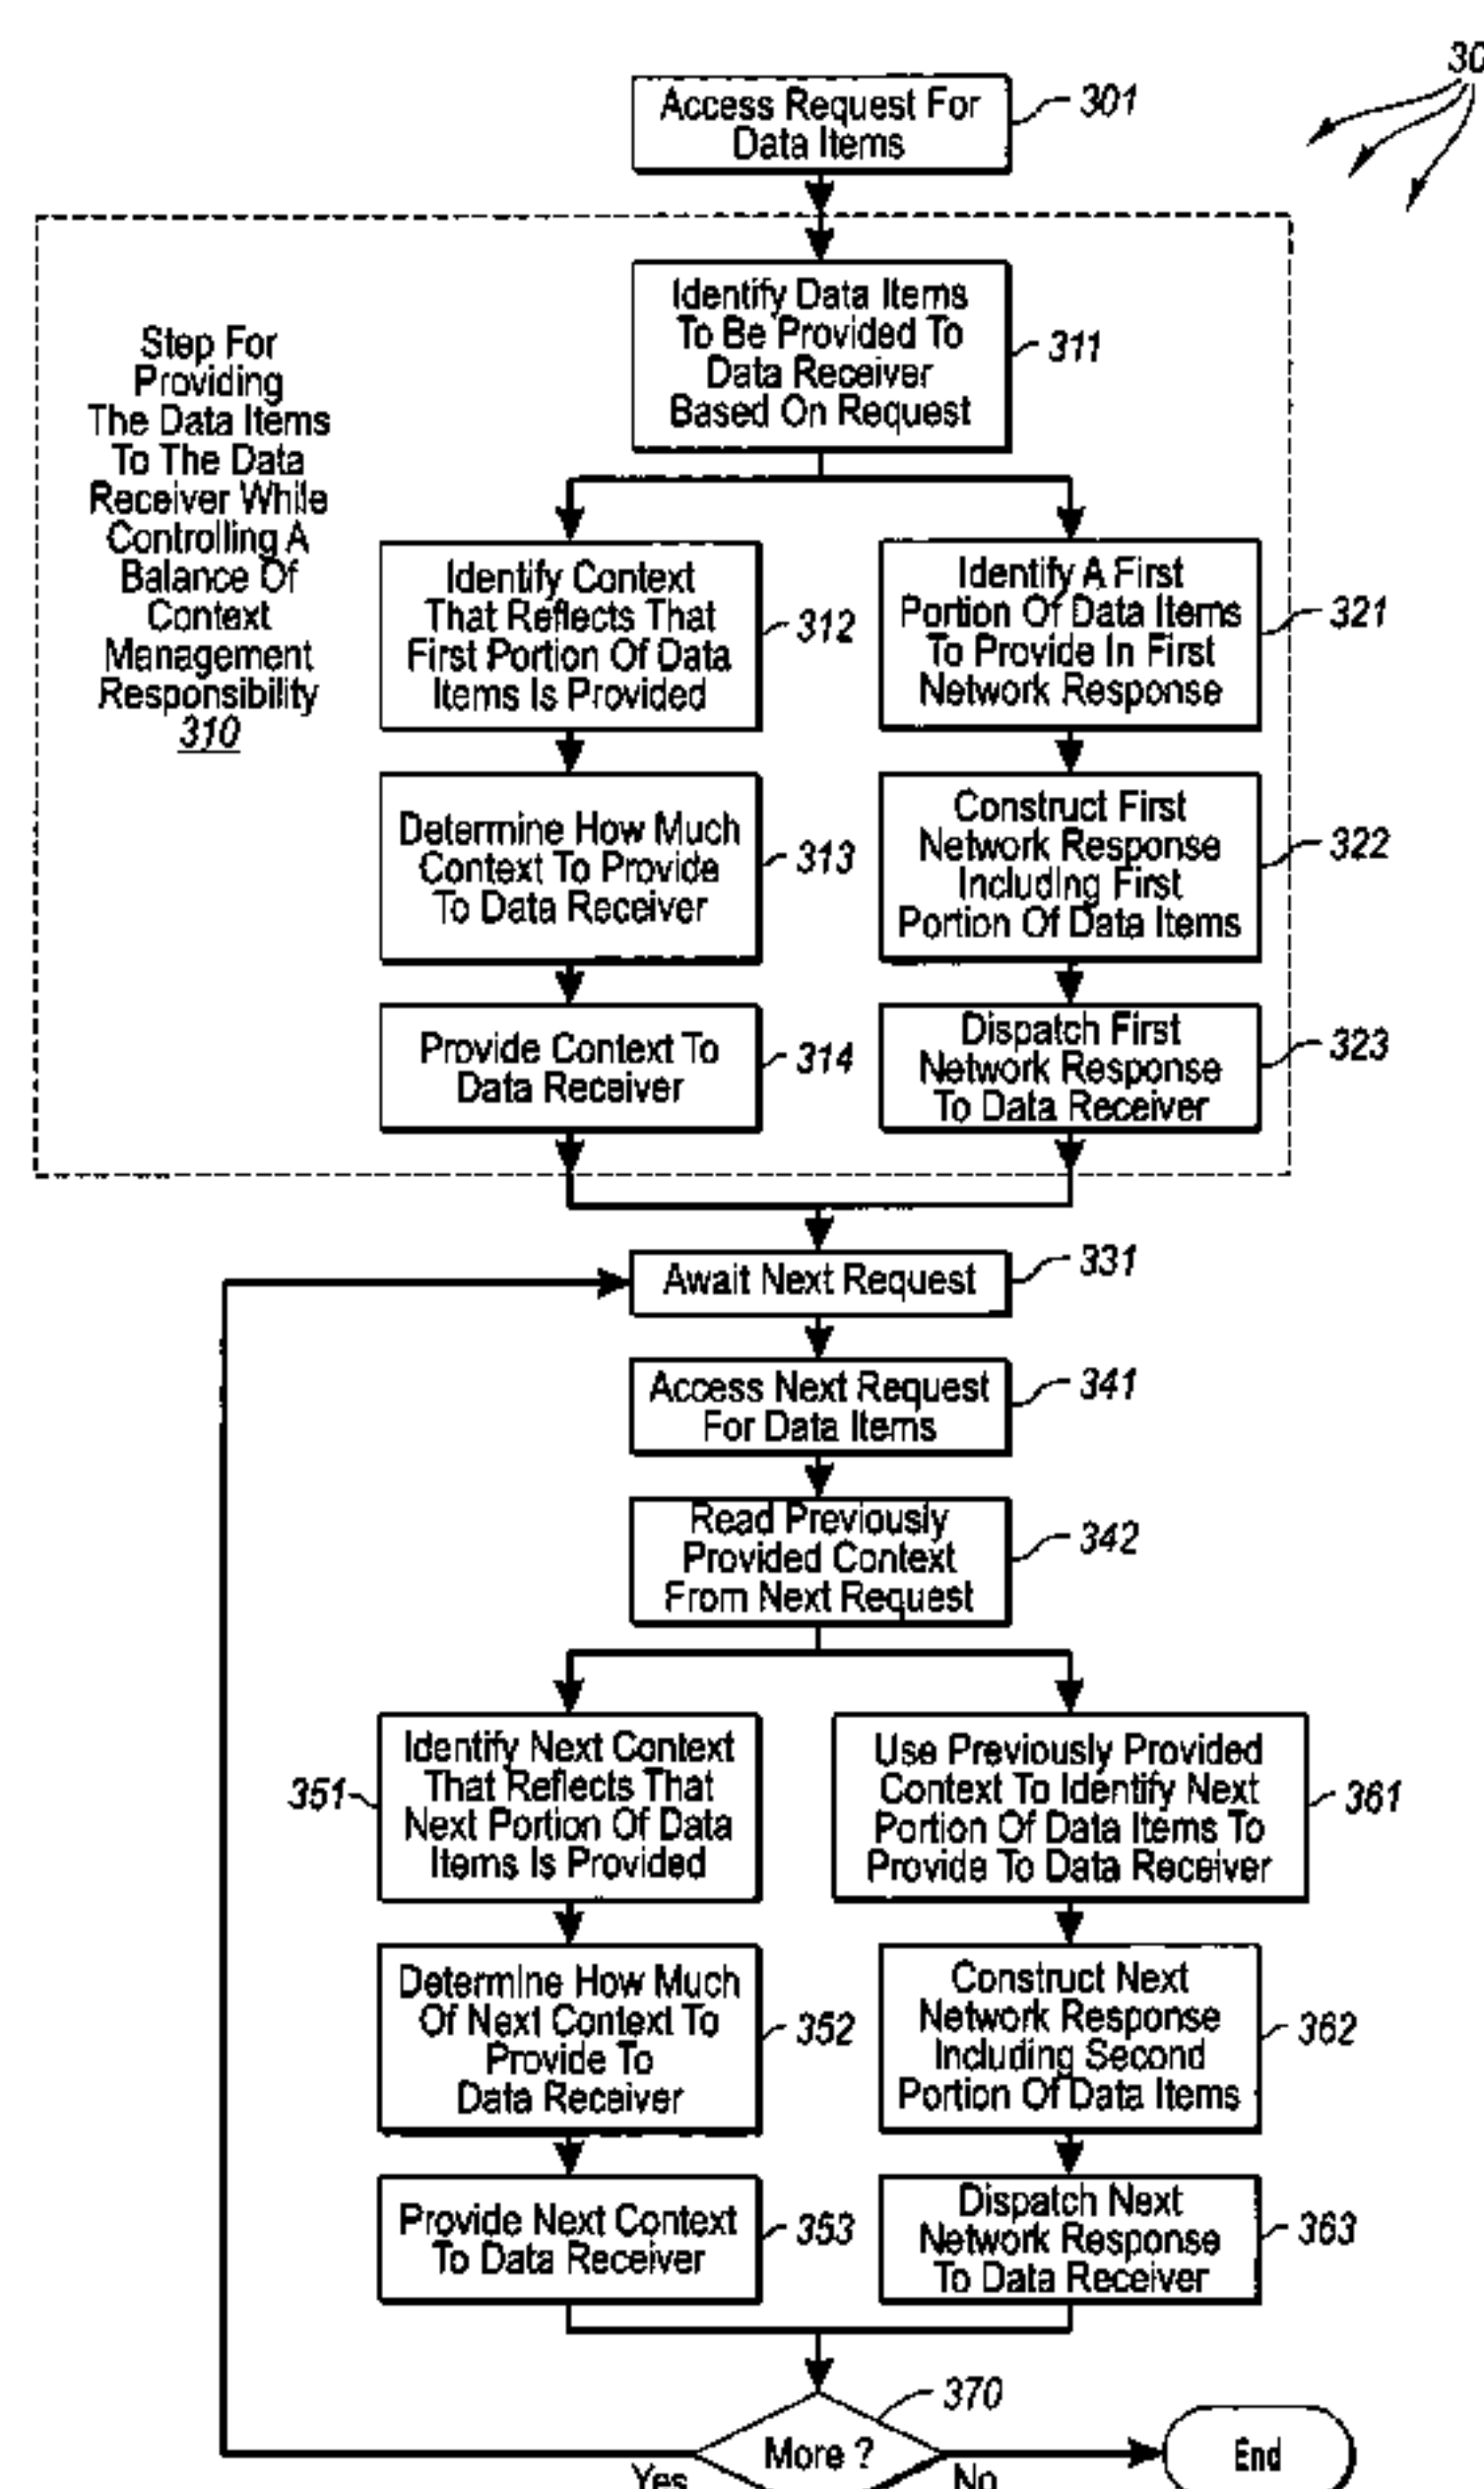 30
Access Request For
Data Items
301
Step For
Providing
The Data Items
To The Data
Receiver While
Controlling A
Balance Of
Context
Management
Responsibility
310
Identify Data Items
To Be Provided To
Data Receiver
Based On Request
311
Identify Context
That Reflects That
First Portion Of Data
Items Is Provided
312
Identify A First
Portion Of Data Items
To Provide In First
Network Response
321
Determine How Much
Context To Provide
To Data Receiver
313
Construct First
Network Response
Including First
Portion Of Data Items
322
Provide Context To
Data Receiver
314
Dispatch First
Network Response
To Data Receiver
323
Await Next Request
331
Access Next Request
For Data Items
341
Read Previously
Provided Context
From Next Request
342
351
Identify Next Context
That Reflects That
Next Portion Of Data
Items Is Provided
Use Previously Provided
Context To Identify Next
Portion Of Data Items To
Provide To Data Receiver
361
Determine How Much
Of Next Context To
Provide To
Data Receiver
352
Construct Next
Network Response
Including Second
Portion Of Data Items
362
Provide Next Context
To Data Receiver
353
Dispatch Next
Network Response
To Data Receiver
363
370
More ?
Yes
No
End